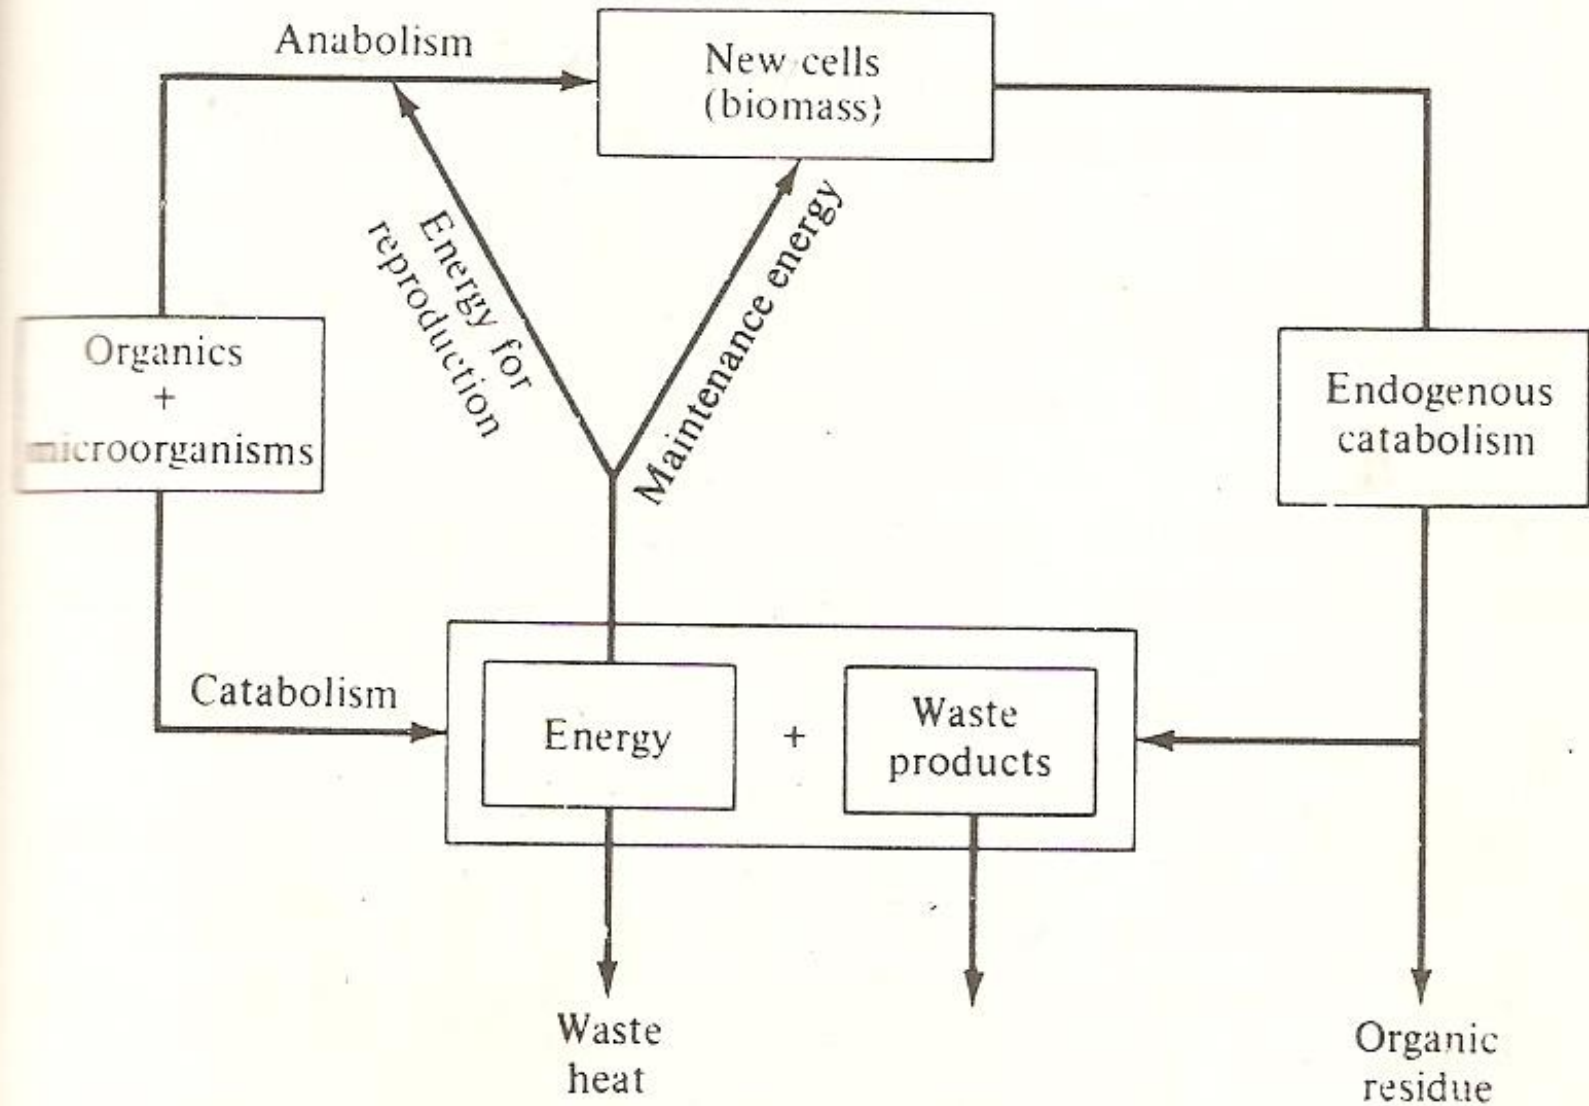 Anabolism
New cells
(biomass)
Energy for
reproduction
Maintenance energy
Organics
+
microorganisms
Endogenous
catabolism
Catabolism
Energy
+
Waste
products
Waste
heat
Organic
residue